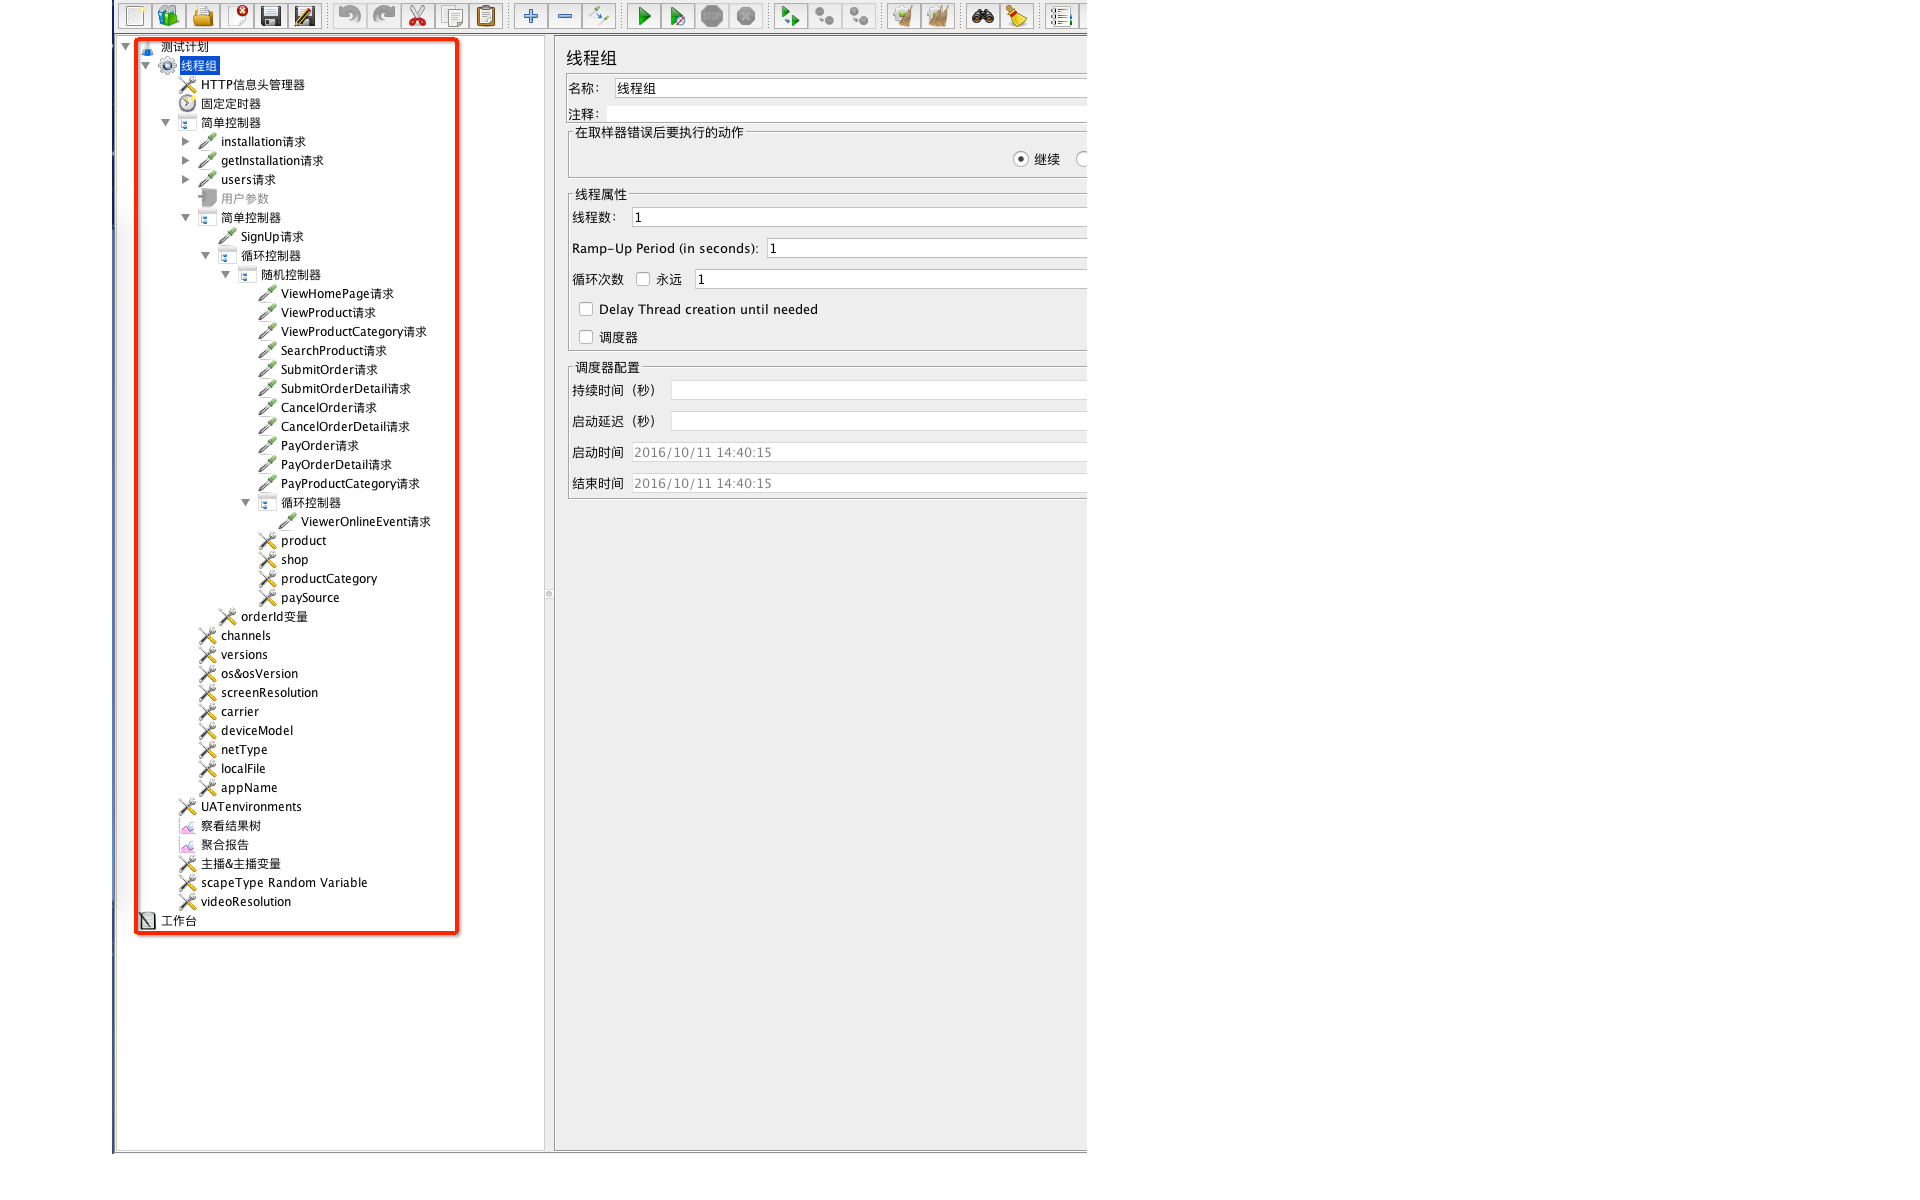 测试计划
线程组
HTTP信息头管理器
固定定时器
简单控制器
installation请求
getInstallation请求
users请求
用户参数
简单控制器
SignUp请求
循环控制器
随机控制器
ViewHomePage请求
ViewProduct请求
ViewProductCategory请求
SearchProduct请求
SubmitOrder请求
SubmitOrderDetail请求
CancelOrder请求
CancelOrderDetail请求
PayOrder请求
PayOrderDetail请求
PayProductCategory请求
循环控制器
ViewerOnlineEvent请求
product
shop
productCategory
paySource
orderId变量
channels
versions
os&osVersion
screenResolution
carrier
deviceModel
netType
localFile
appName
UATenvironments
察看结果树
聚合报告
主播&主播变量
scapeType Random Variable
videoResolution
工作台
线程组
名称： 线程组
注释：
在取样器错误后要执行的动作
继续
线程属性
线程数： 1
Ramp-Up Period (in seconds): 1
循环次数 永远 1
Delay Thread creation until needed
调度器
调度器配置
持续时间（秒）
启动延迟（秒）
启动时间 2016/10/11 14:40:15
结束时间 2016/10/11 14:40:15